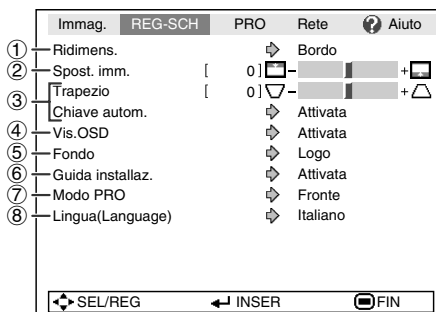 Immag. REG-SCH PRO Rete ? Aiuto
① Ridimens. Bordo
② Spost. imm. [ 0 ] − +
③ Trapezio [ 0 ] − +
Chiave autom. Attivata
④ Vis.OSD Attivata
⑤ Fondo Logo
⑥ Guida installaz. Attivata
⑦ Modo PRO Fronte
⑧ Lingua(Language) Italiano
SEL/REG INSER FIN